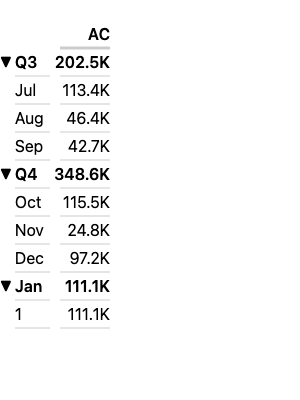 AC
▼ Q3 202.5K
Jul 113.4K
Aug 46.4K
Sep 42.7K
▼ Q4 348.6K
Oct 115.5K
Nov 24.8K
Dec 97.2K
▼ Jan 111.1K
1 111.1K